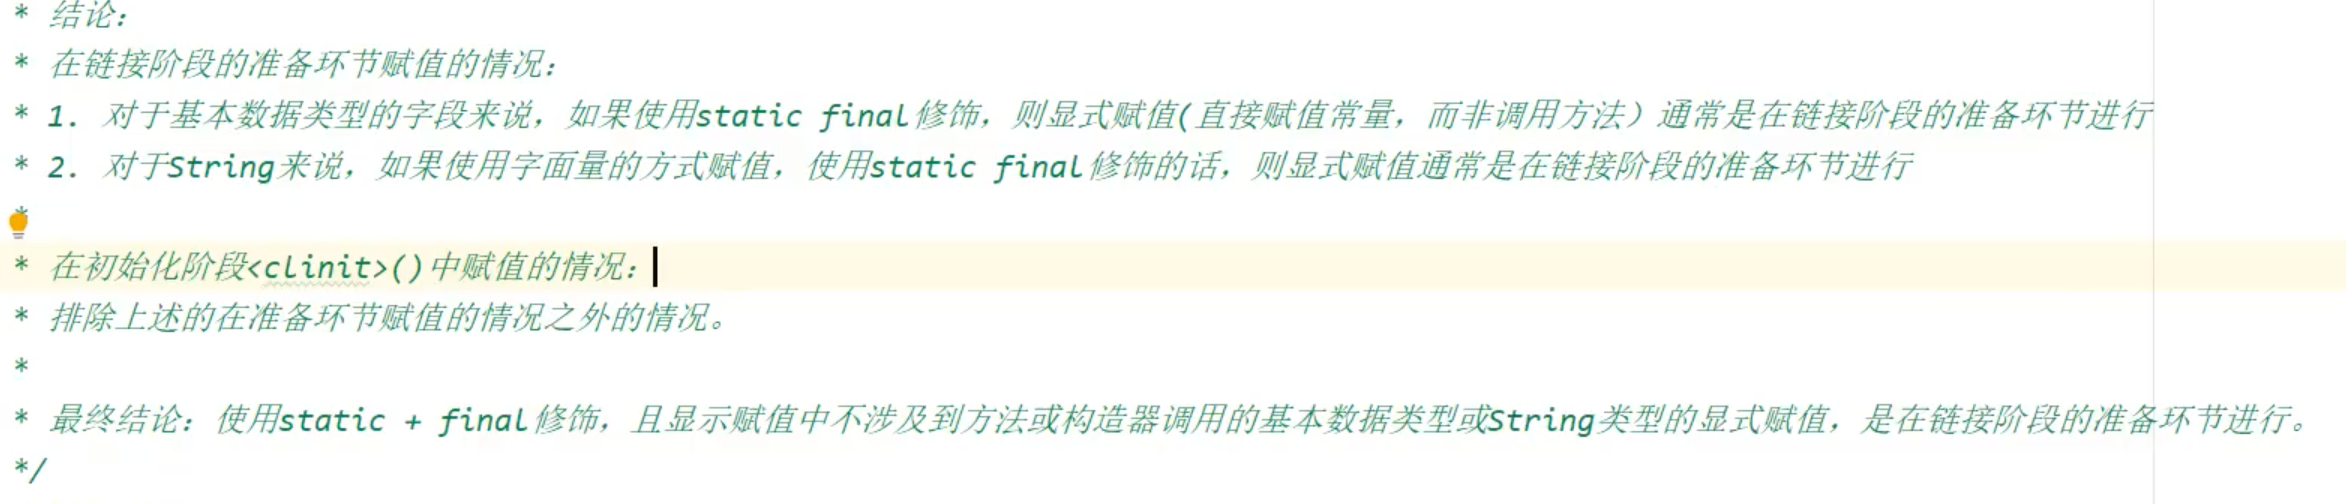 * 结论：
* 在链接阶段的准备环节赋值的情况：
* 1. 对于基本数据类型的字段来说，如果使用static final修饰，则显式赋值(直接赋值常量，而非调用方法）通常是在链接阶段的准备环节进行
* 2. 对于String来说，如果使用字面量的方式赋值，使用static final修饰的话，则显式赋值通常是在链接阶段的准备环节进行
*
* 在初始化阶段<clinit>()中赋值的情况：
* 排除上述的在准备环节赋值的情况之外的情况。
*
* 最终结论：使用static + final修饰，且显示赋值中不涉及到方法或构造器调用的基本数据类型或String类型的显式赋值，是在链接阶段的准备环节进行。
*/